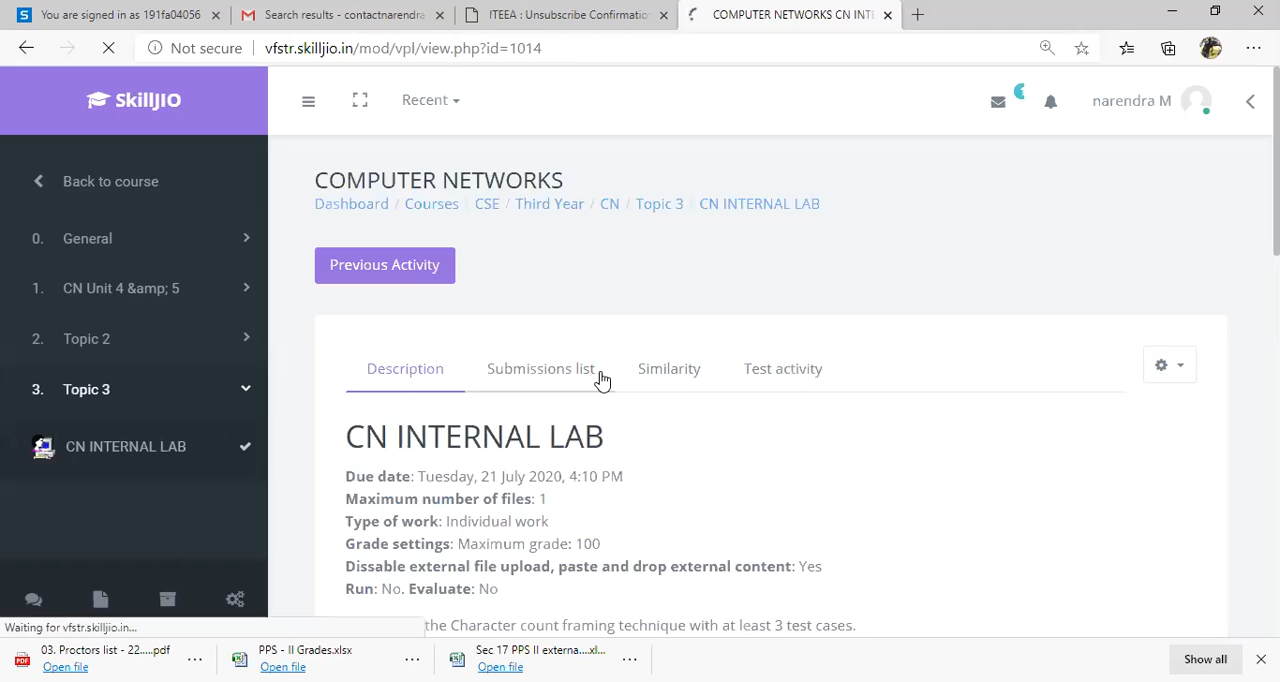 You are signed in as 191fa04056
Search results - contactnarendra
ITEEA : Unsubscribe Confirmatio
COMPUTER NETWORKS CN INT
Not secure
vfstr.skilljio.in/mod/vpl/view.php?id=1014
SkillJIO
Recent
narendra M
Back to course
0. General
1. CN Unit 4 &amp; 5
2. Topic 2
3. Topic 3
CN INTERNAL LAB
COMPUTER NETWORKS
Dashboard / Courses CSE / Third Year / CN / Topic 3 CN INTERNAL LAB
Previous Activity
Description Submissions list Similarity Test activity
CN INTERNAL LAB
Due date: Tuesday, 21 July 2020, 4:10 PM
Maximum number of files: 1
Type of work: Individual work
Grade settings: Maximum grade: 100
Dissable external file upload, paste and drop external content: Yes
Run: No. Evaluate: No
the Character count framing technique with at least 3 test cases.
Waiting for vfstr.skilljio.in...
03. Proctors list - 22.....pdf
Open file
PPS - II Grades.xlsx
Open file
Sec 17 PPS II externa....xl...
Open file
Show all